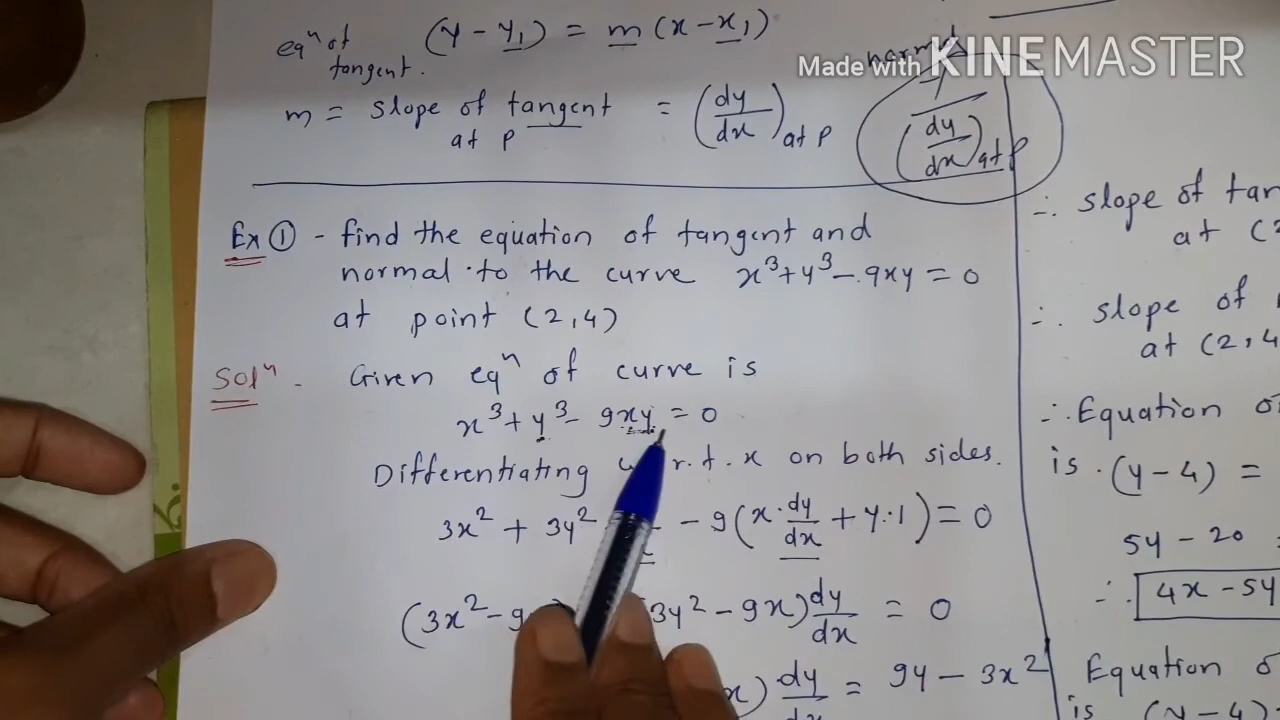 eqⁿ of tangent. (y - y₁) = m (x - x₁)
Made with KINEMASTER
m = slope of tangent at P = (dy/dx) at P
(dy/dx) at P
Ex ① - find the equation of tangent and
normal to the curve x³ + y³ - 9xy = 0
at point (2,4)
Solⁿ - Given eqⁿ of curve is
x³ + y³ - 9xy = 0
Differentiating w.r.t. x on both sides.
3x² + 3y² - 9(x·dy/dx + y·1) = 0
(3x² - 9 3y² - 9x) dy/dx = 0
x) dy/dx = 9y - 3x²
∴ slope of
at (
∴ slope of
at (2,4
∴ Equation
is. (y - 4) =
5y - 20
∴ 4x - 5y
Equation
is (y - 4) =